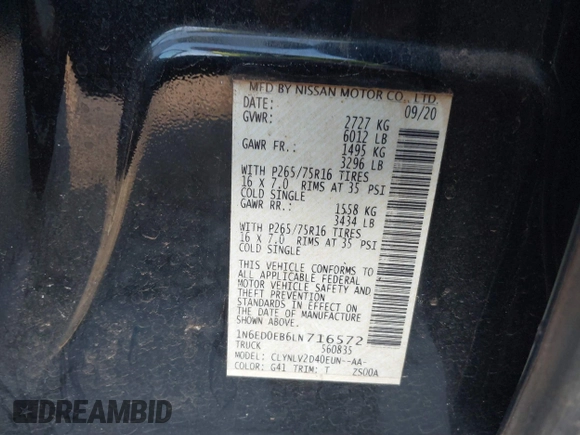 MFD BY NISSAN MOTOR CO., LTD.
DATE: 09/20
GVWR: 2727 KG
6012 LB
GAWR FR.: 1495 KG
3296 LB
WITH P265/75R16 TIRES
16 X 7.0 RIMS AT 35 PSI
COLD SINGLE
GAWR RR.: 1558 KG
3434 LB
WITH P265/75R16 TIRES
16 X 7.0 RIMS AT 35 PSI
COLD SINGLE
THIS VEHICLE CONFORMS TO
ALL APPLICABLE FEDERAL
MOTOR VEHICLE SAFETY AND
THEFT PREVENTION
STANDARDS IN EFFECT ON
THE DATE OF MANUFACTURE
SHOWN ABOVE.
1N6ED0EB6LN716572
TRUCK 560835
MODEL: CLYNLV2D40EUN--AA-
COLOR: G41 TRIM: T ZS00A
DREAMBID